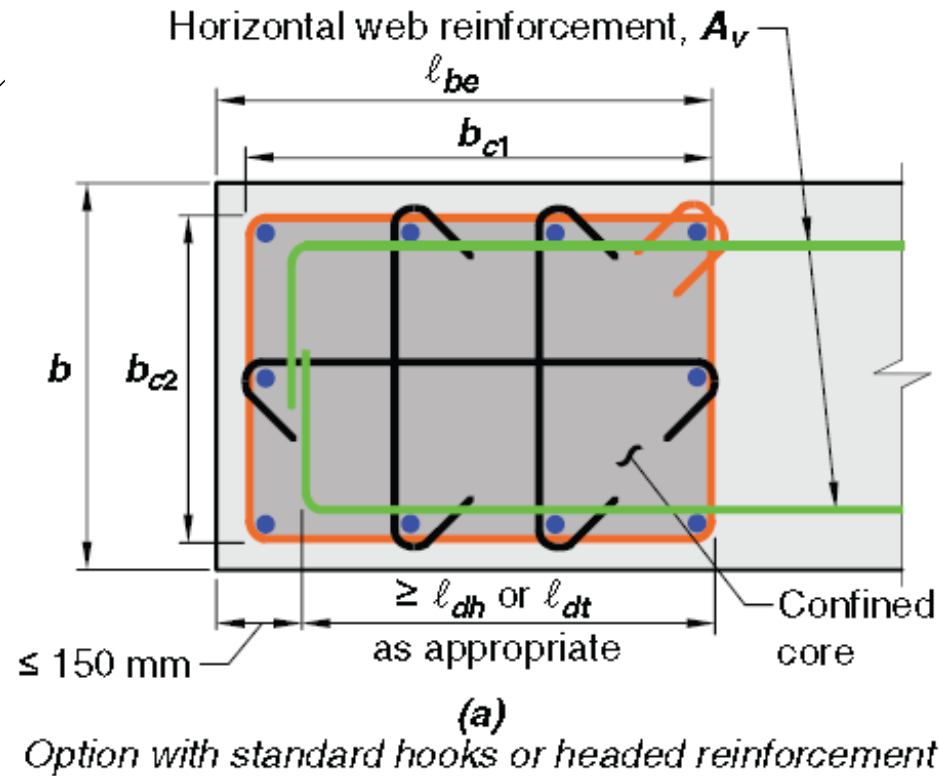 Horizontal web reinforcement, Av
ℓbe
bc1
b
bc2
≥ ℓdh or ℓdt
as appropriate
≤ 150 mm
Confined
core
(a)
Option with standard hooks or headed reinforcement